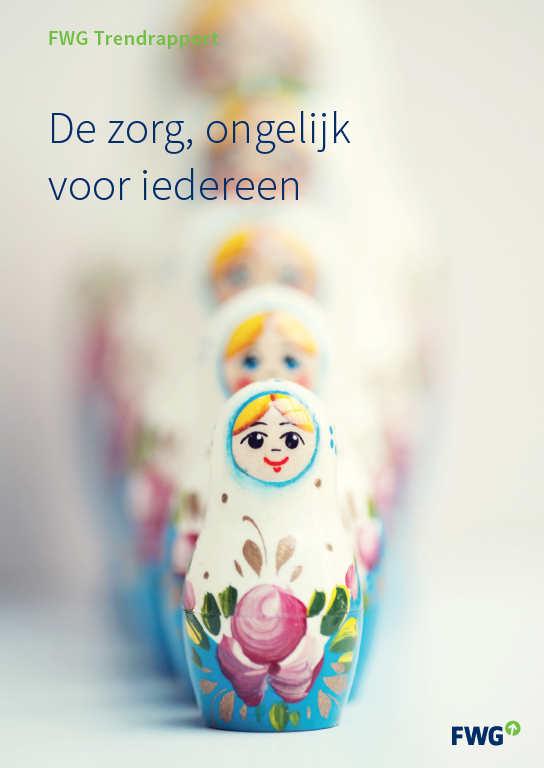 FWG Trendrapport
De zorg, ongelijk
voor iedereen
FWG